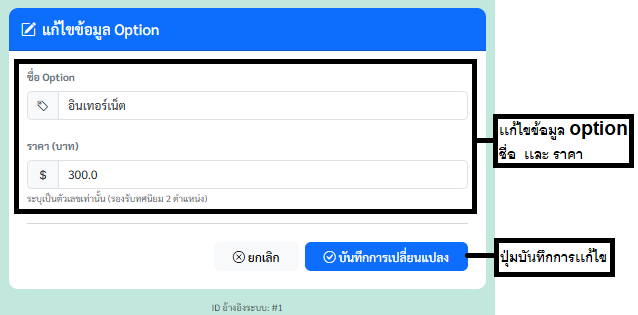 แก้ไขข้อมูล Option
ชื่อ Option
อินเทอร์เน็ต
ราคา (บาท)
$ 300.0
ระบุเป็นตัวเลขเท่านั้น (รองรับทศนิยม 2 ตำแหน่ง)
ยกเลิก
บันทึกการเปลี่ยนแปลง
ID อ้างอิงระบบ: #1
แก้ไขข้อมูล option
ชื่อ และ ราคา
ปุ่มบันทึกการแก้ไข